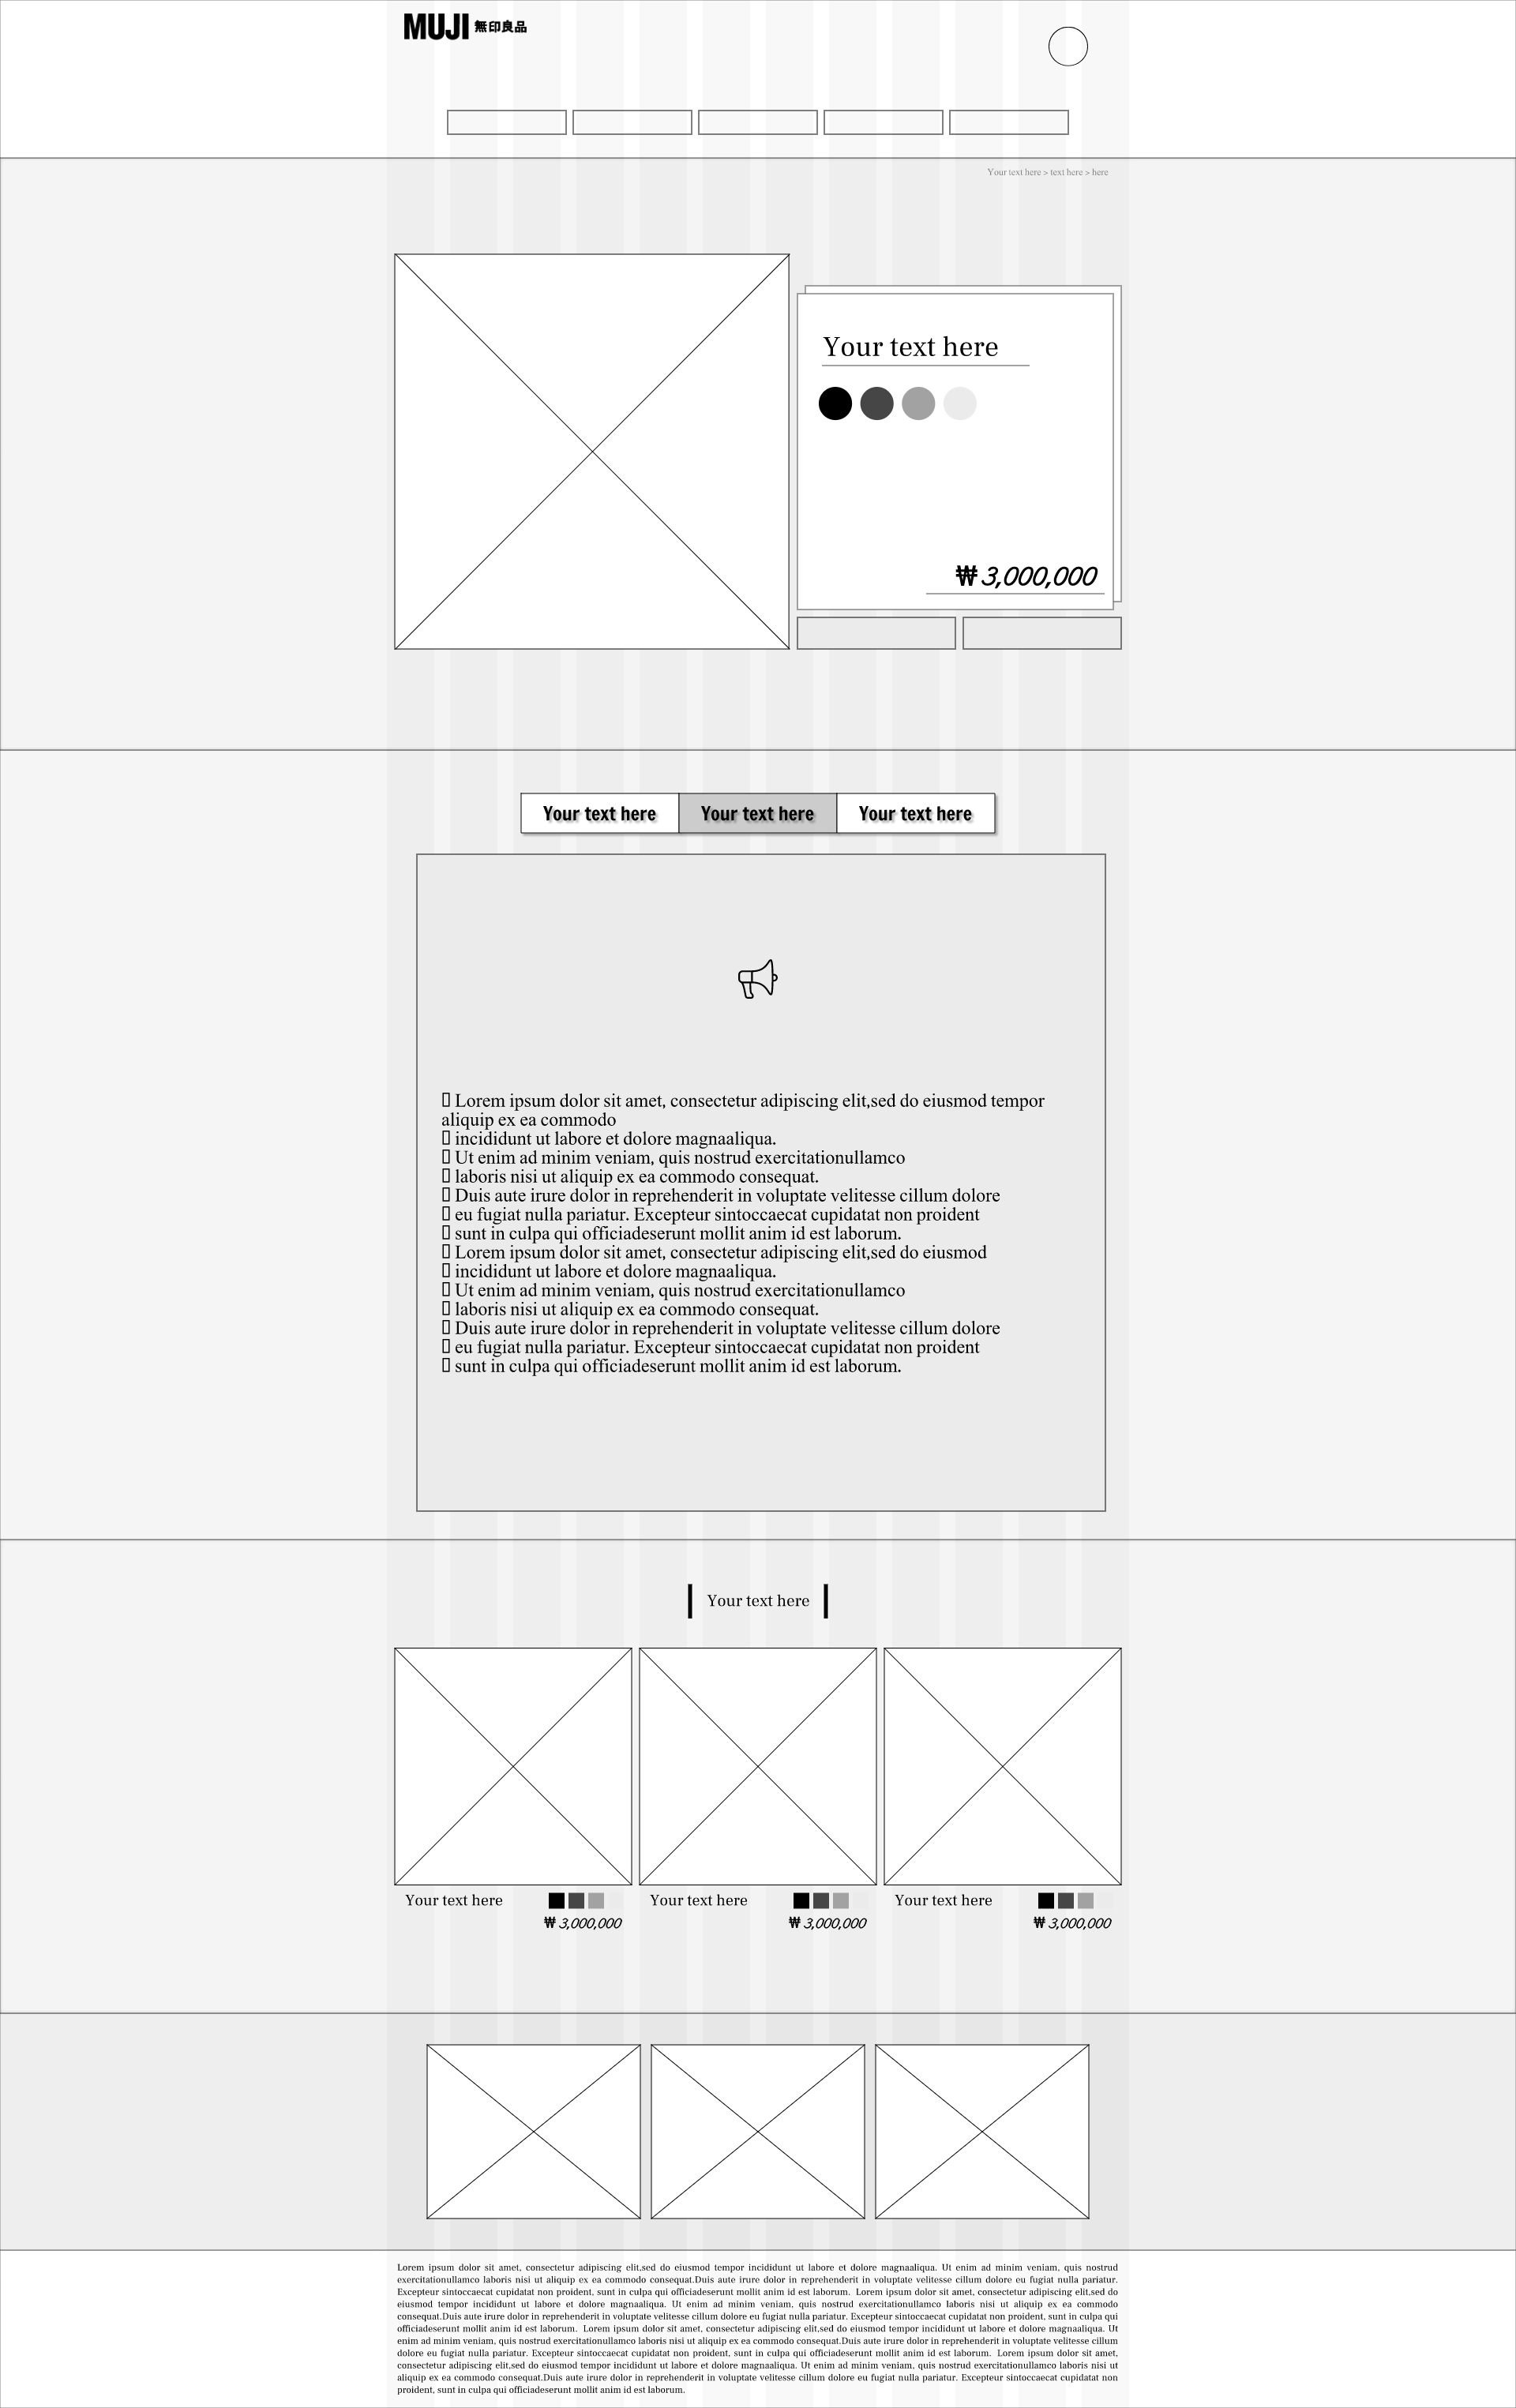 MUJI 無印良品
Your text here > text here > here
Your text here
₩ 3,000,000
Your text here Your text here Your text here
Lorem ipsum dolor sit amet, consectetur adipiscing elit,sed do eiusmod tempor
aliquip ex ea commodo
incididunt ut labore et dolore magnaaliqua.
Ut enim ad minim veniam, quis nostrud exercitationullamco
laboris nisi ut aliquip ex ea commodo consequat.
Duis aute irure dolor in reprehenderit in voluptate velitesse cillum dolore
eu fugiat nulla pariatur. Excepteur sintoccaecat cupidatat non proident
sunt in culpa qui officiadeserunt mollit anim id est laborum.
Lorem ipsum dolor sit amet, consectetur adipiscing elit,sed do eiusmod
incididunt ut labore et dolore magnaaliqua.
Ut enim ad minim veniam, quis nostrud exercitationullamco
laboris nisi ut aliquip ex ea commodo consequat.
Duis aute irure dolor in reprehenderit in voluptate velitesse cillum dolore
eu fugiat nulla pariatur. Excepteur sintoccaecat cupidatat non proident
sunt in culpa qui officiadeserunt mollit anim id est laborum.
Your text here
Your text here
₩ 3,000,000
Your text here
₩ 3,000,000
Your text here
₩ 3,000,000
Lorem ipsum dolor sit amet, consectetur adipiscing elit,sed do eiusmod tempor incididunt ut labore et dolore magnaaliqua. Ut enim ad minim veniam, quis nostrud
exercitationullamco laboris nisi ut aliquip ex ea commodo consequat.Duis aute irure dolor in reprehenderit in voluptate velitesse cillum dolore eu fugiat nulla pariatur.
Excepteur sintoccaecat cupidatat non proident, sunt in culpa qui officiadeserunt mollit anim id est laborum. Lorem ipsum dolor sit amet, consectetur adipiscing elit,sed do
eiusmod tempor incididunt ut labore et dolore magnaaliqua. Ut enim ad minim veniam, quis nostrud exercitationullamco laboris nisi ut aliquip ex ea commodo
consequat.Duis aute irure dolor in reprehenderit in voluptate velitesse cillum dolore eu fugiat nulla pariatur. Excepteur sintoccaecat cupidatat non proident, sunt in culpa qui
officiadeserunt mollit anim id est laborum. Lorem ipsum dolor sit amet, consectetur adipiscing elit,sed do eiusmod tempor incididunt ut labore et dolore magnaaliqua. Ut
enim ad minim veniam, quis nostrud exercitationullamco laboris nisi ut aliquip ex ea commodo consequat.Duis aute irure dolor in reprehenderit in voluptate velitesse cillum
dolore eu fugiat nulla pariatur. Excepteur sintoccaecat cupidatat non proident, sunt in culpa qui officiadeserunt mollit anim id est laborum. Lorem ipsum dolor sit amet,
consectetur adipiscing elit,sed do eiusmod tempor incididunt ut labore et dolore magnaaliqua. Ut enim ad minim veniam, quis nostrud exercitationullamco laboris nisi ut
aliquip ex ea commodo consequat.Duis aute irure dolor in reprehenderit in voluptate velitesse cillum dolore eu fugiat nulla pariatur. Excepteur sintoccaecat cupidatat non
proident, sunt in culpa qui officiadeserunt mollit anim id est laborum.